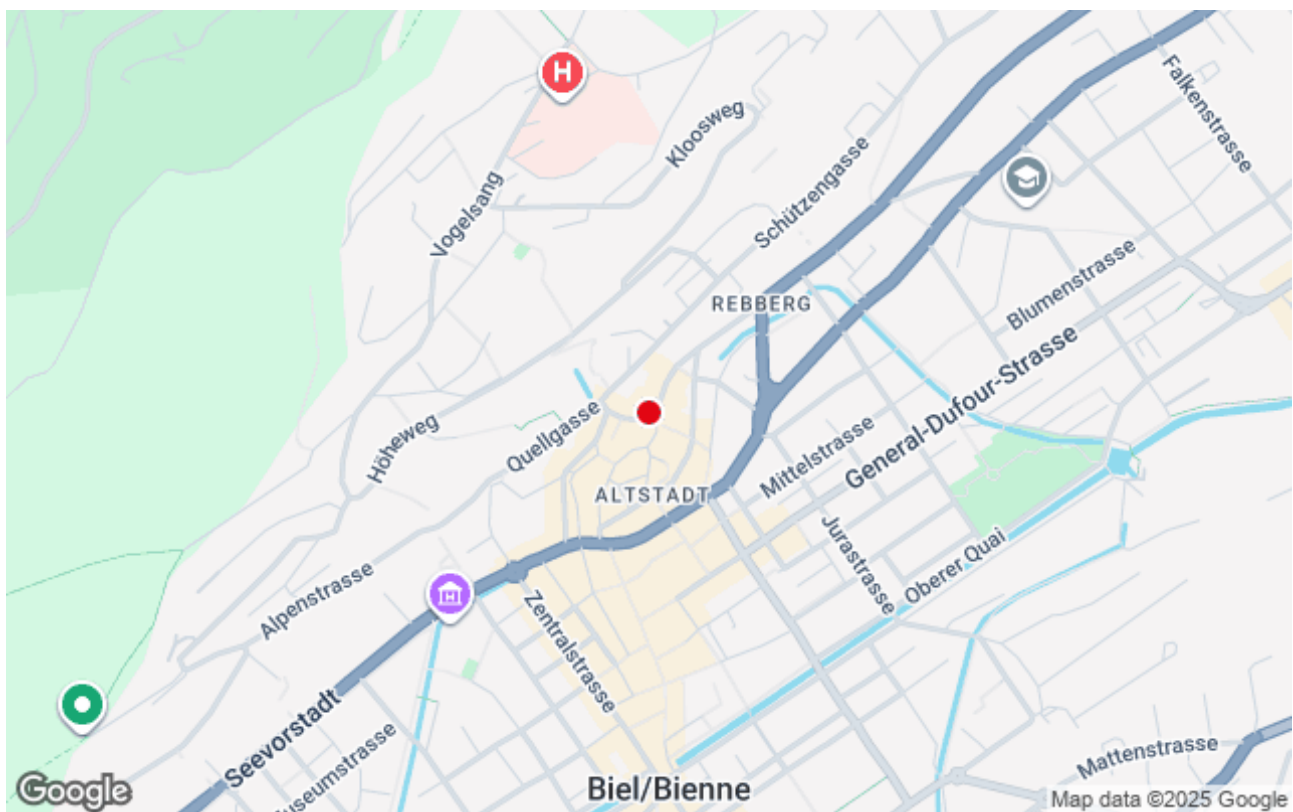 Falkenstrasse
H
Kloosweg
Vogelsang
Schützengasse
REBBERG
Blumenstrasse
General-Dufour-Strasse
Quellgasse
Höheweg
Mittelstrasse
ALTSTADT
Jurastrasse
Oberer Quai
Alpenstrasse
Zentralstrasse
Seevorstadt
Mattenstrasse
Biel/Bienne
Google
Map data ©2025 Google